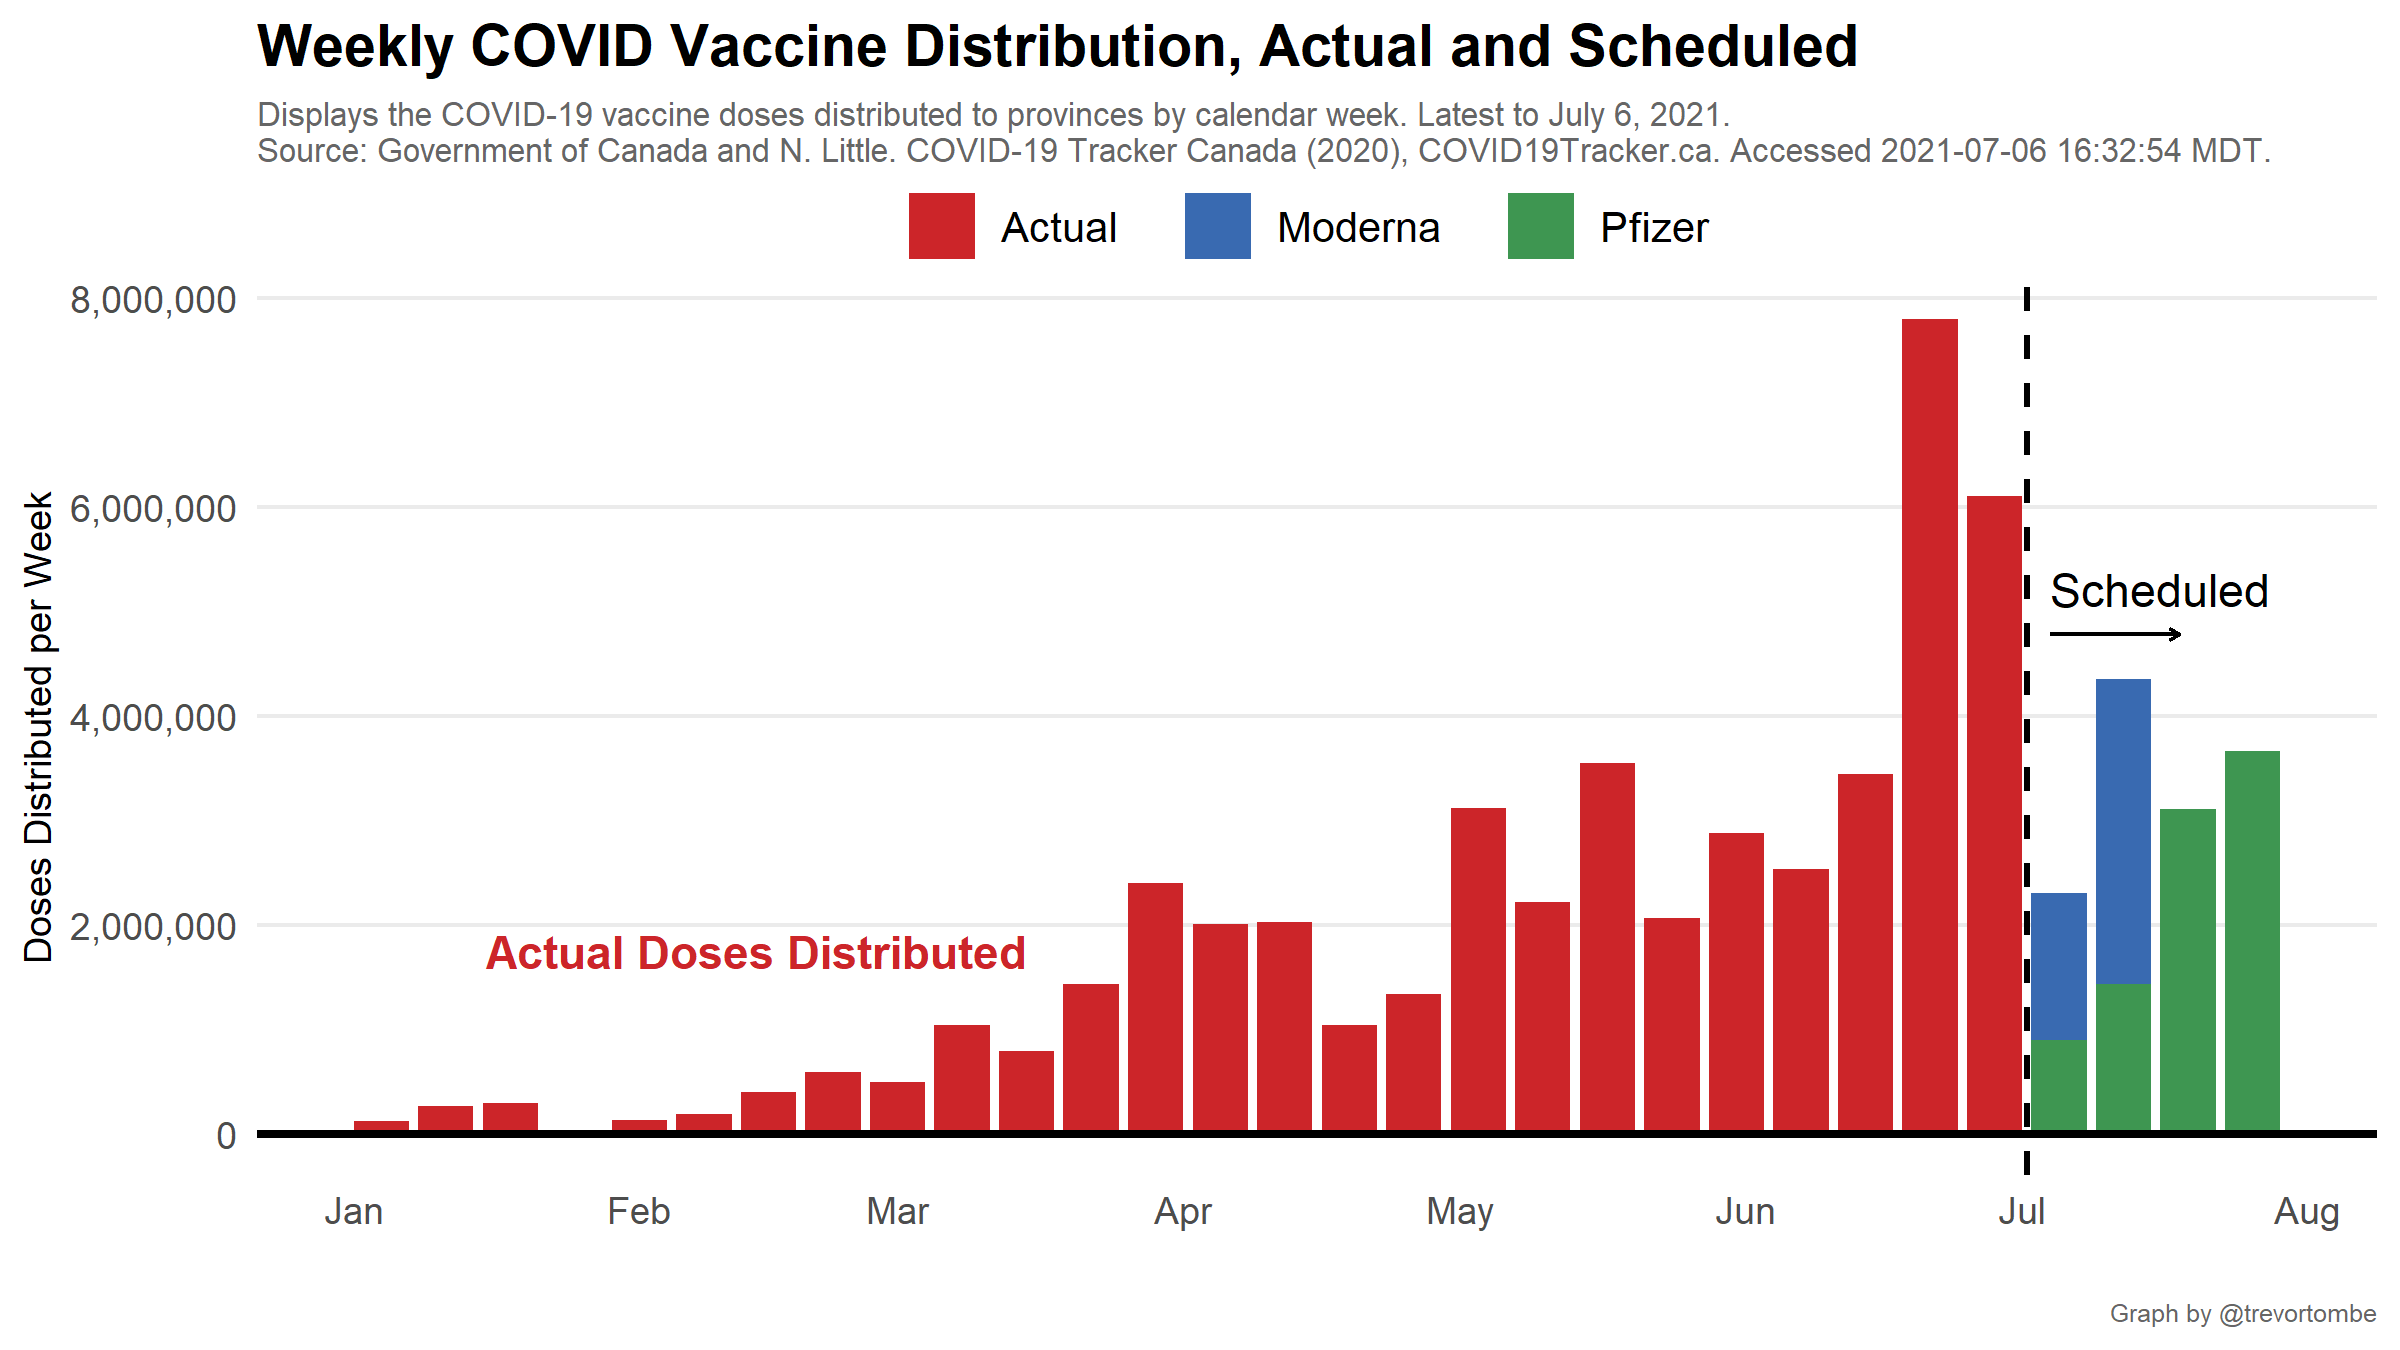 Weekly COVID Vaccine Distribution, Actual and Scheduled
Displays the COVID-19 vaccine doses distributed to provinces by calendar week. Latest to July 6, 2021.
Source: Government of Canada and N. Little. COVID-19 Tracker Canada (2020), COVID19Tracker.ca. Accessed 2021-07-06 16:32:54 MDT.
Actual Moderna Pfizer
8,000,000
6,000,000
4,000,000
2,000,000
0
Doses Distributed per Week
Scheduled
Actual Doses Distributed
Jan Feb Mar Apr May Jun Jul Aug
Graph by @trevortombe